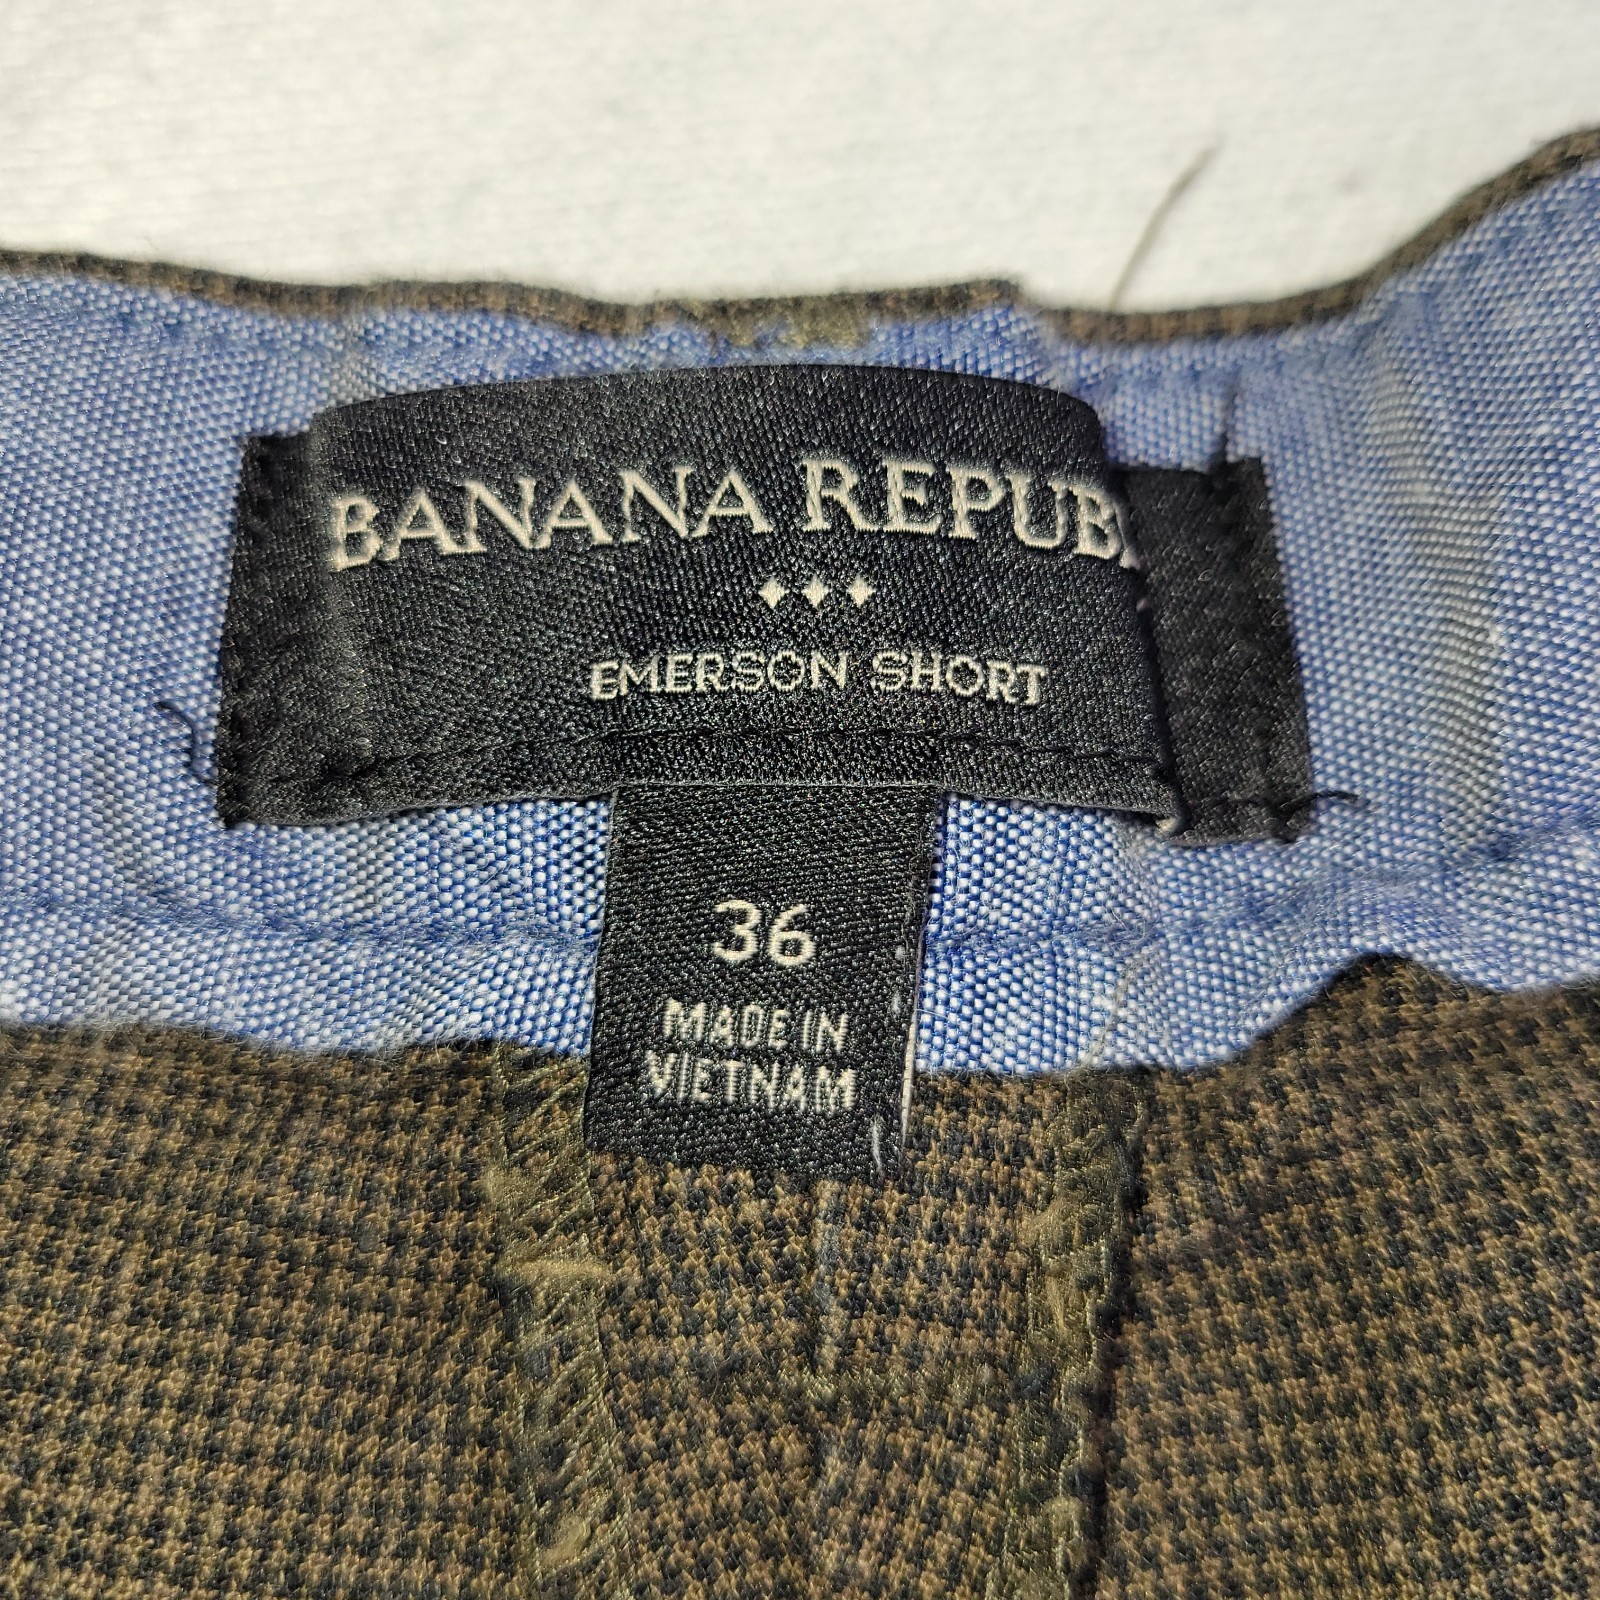 BANANA REPUB
EMERSON SHORT
36
MADE IN
VIETNAM